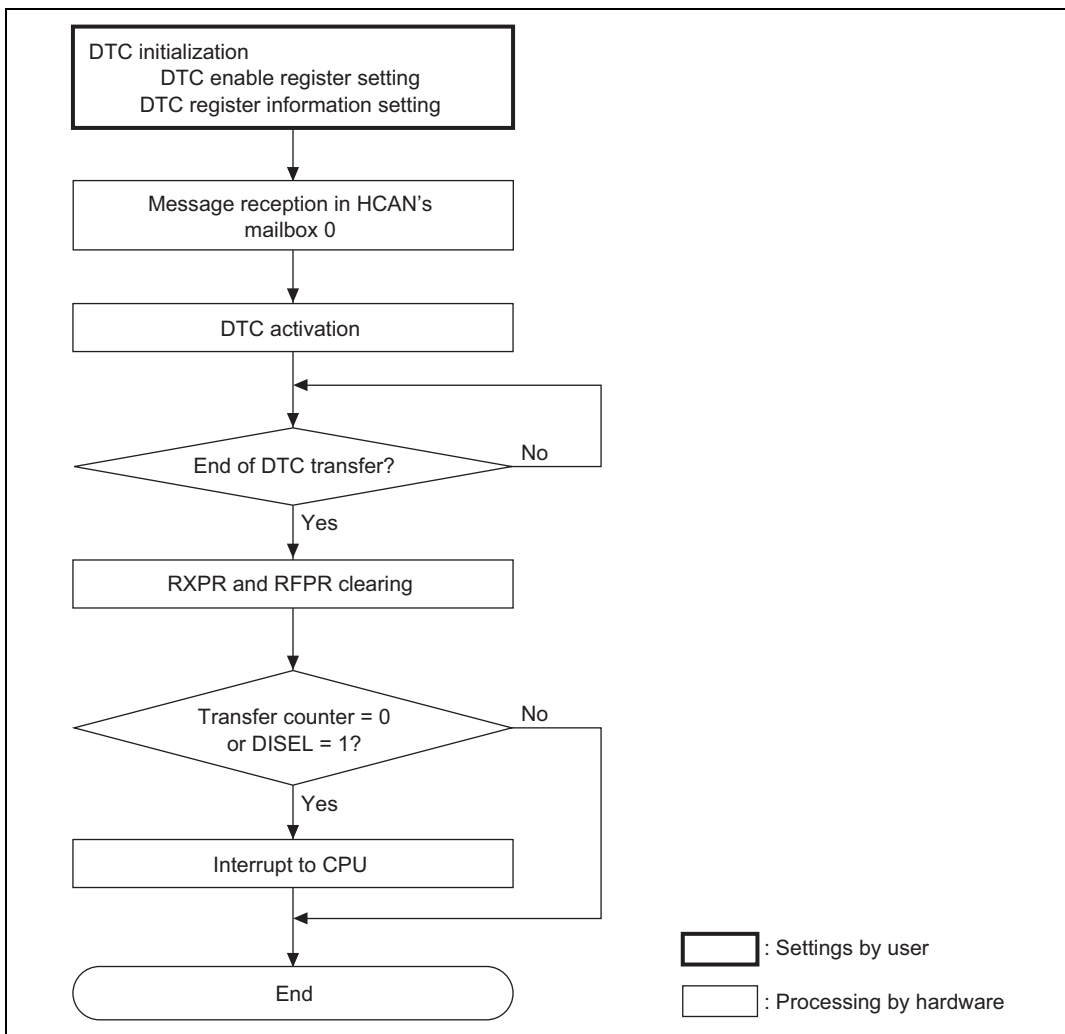 DTC initialization
DTC enable register setting
DTC register information setting
Message reception in HCAN's
mailbox 0
DTC activation
End of DTC transfer?
No
Yes
RXPR and RFPR clearing
Transfer counter = 0
or DISEL = 1?
No
Yes
Interrupt to CPU
End
: Settings by user
: Processing by hardware